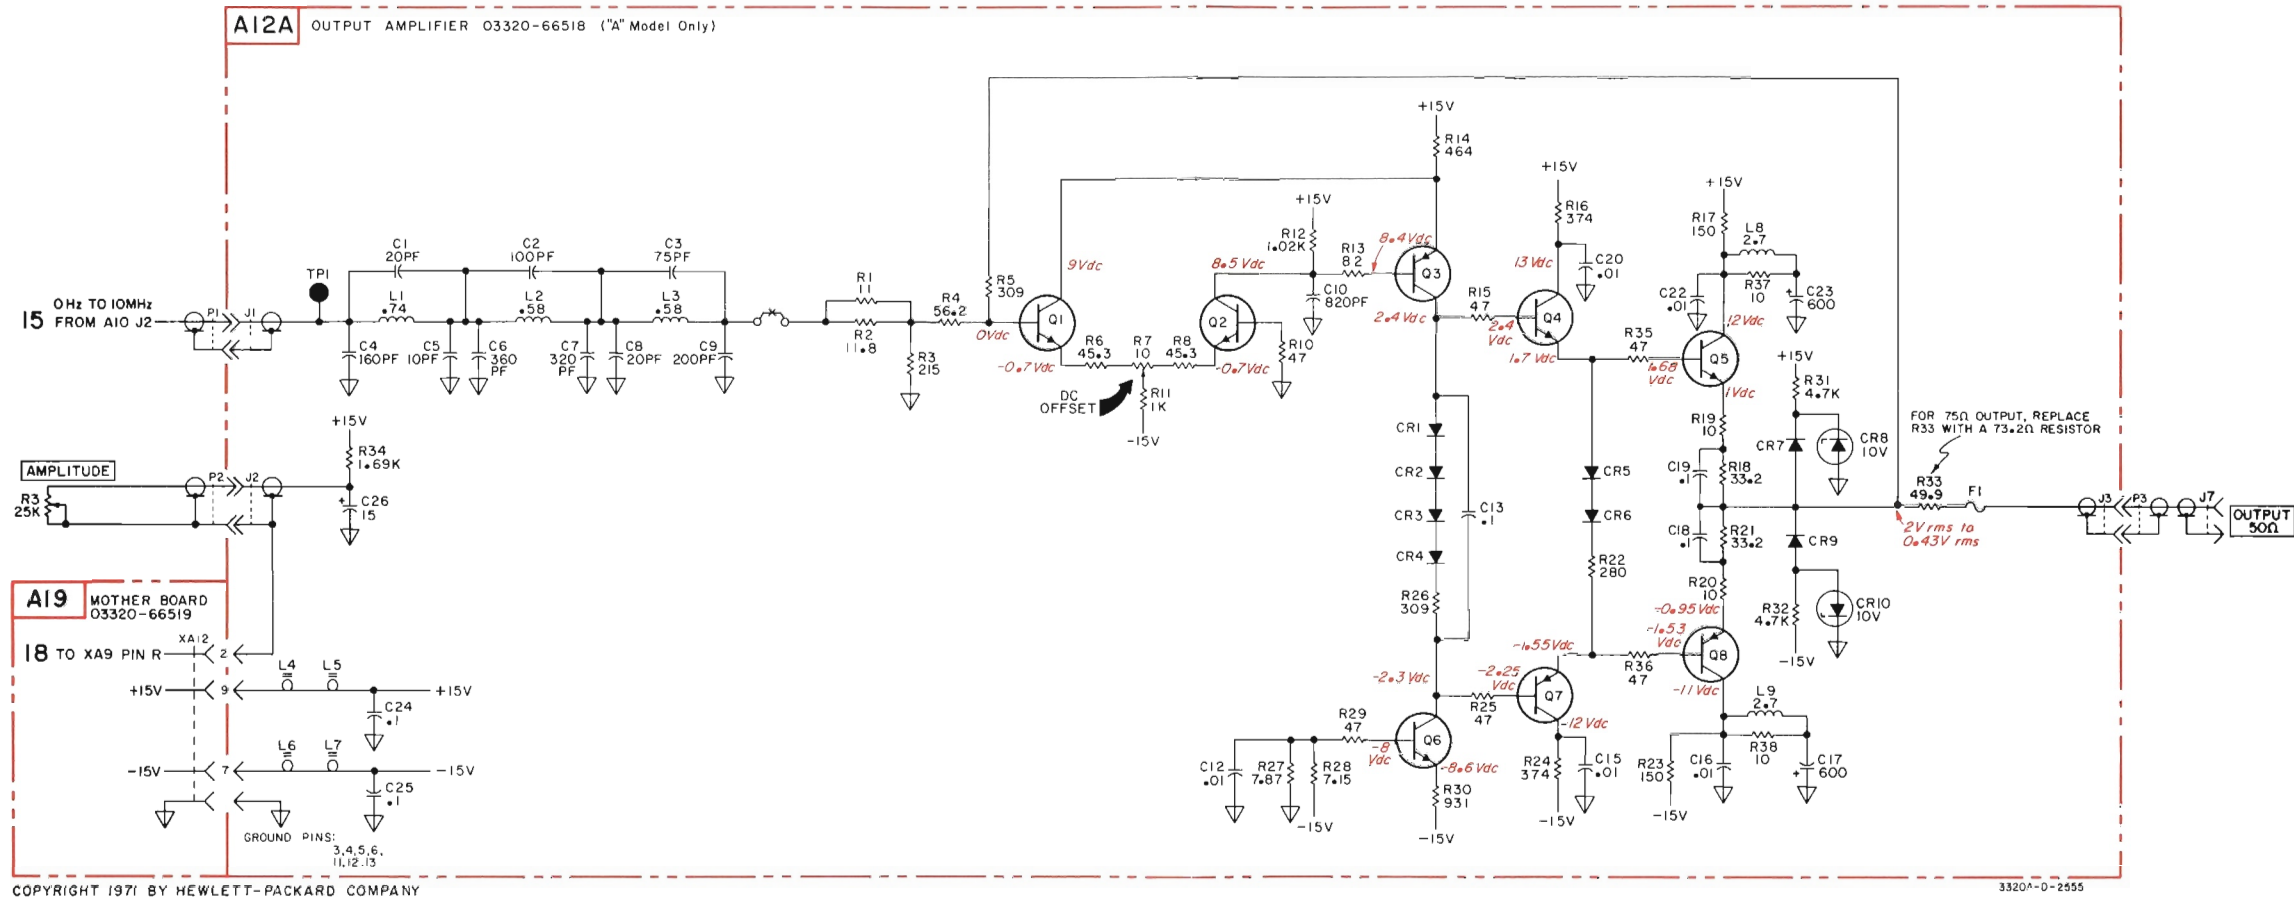 A12A OUTPUT AMPLIFIER 03320-66518 ("A" Model Only)
+15V
R14
464
+15V
R16
374
+15V
R17
150
L8
2.7
+15V
R12
1.02K
R13
82
8.4Vdc
Q3
13Vdc
C20
.01
C1
20PF
C2
100PF
C3
75PF
TP1
9Vdc
8.5Vdc
R37
10
C22
.01
+
C23
600
15 0Hz TO 10MHz
FROM A10 J2
P1
J1
L1
.74
L2
.58
L3
.58
R1
11
R2
11.8
R4
56.2
R5
309
Q1
Q2
C10
820PF
2.4Vdc
R15
47
2.4
Vdc
Q4
12Vdc
0Vdc
C4
160PF
C5
10PF
C6
360
PF
C7
320
PF
C8
20PF
C9
200PF
R3
215
-0.7Vdc
R6
45.3
R7
10
R8
45.3
-0.7Vdc
R10
47
1.7Vdc
R35
47
1.68
Vdc
Q5
1Vdc
+15V
R31
4.7K
DC
OFFSET
R11
1K
-15V
+15V
R34
1.69K
CR1
CR2
CR3
CR4
C13
.1
CR5
CR6
R22
280
R19
10
C19
.1
R18
33.2
CR7
CR8
10V
FOR 75Ω OUTPUT, REPLACE
R33 WITH A 73.2Ω RESISTOR
AMPLITUDE
R3
25K
P2
J2
+
C26
15
R33
49.9
F1
J3
P3
J7
OUTPUT
50Ω
2V rms to
0.43V rms
C18
.1
R21
33.2
CR9
R20
10
R26
309
-0.95Vdc
-1.53
Vdc
R32
4.7K
CR10
10V
-15V
A19 MOTHER BOARD
03320-66519
XA12
18 TO XA9 PIN R
2
-1.55Vdc
R36
47
Q8
-11Vdc
-2.3Vdc
-2.25
Vdc
R25
47
Q7
-12Vdc
L4
L5
+15V
9
+15V
C24
.1
R29
47
-8
Vdc
Q6
-8.6Vdc
L9
2.7
R38
10
L6
L7
-15V
7
-15V
C25
.1
C12
.01
R27
7.87
R28
7.15
-15V
R30
931
-15V
R24
374
C15
.01
-15V
R23
150
-15V
C16
.01
+
C17
600
GROUND PINS:
3,4,5,6,
11,12,13
COPYRIGHT 1971 BY HEWLETT-PACKARD COMPANY
3320A-D-2555